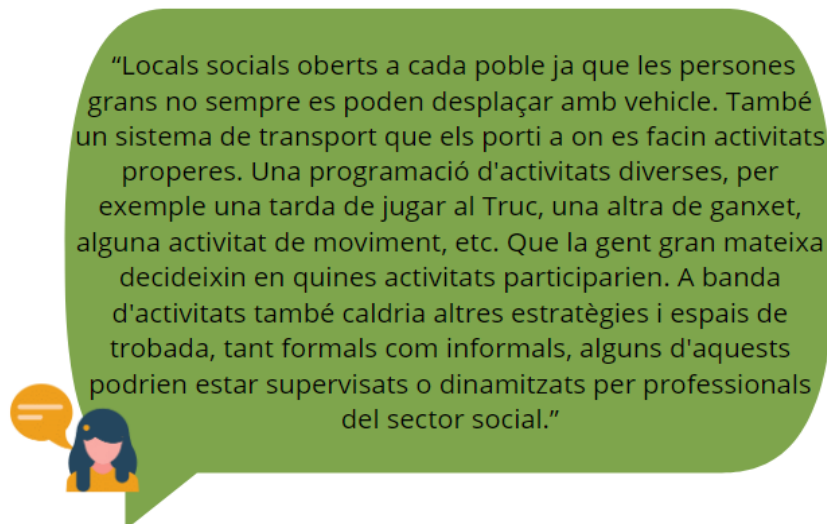 “Locals socials oberts a cada poble ja que les persones
grans no sempre es poden desplaçar amb vehicle. També
un sistema de transport que els porti a on es facin activitats
properes. Una programació d'activitats diverses, per
exemple una tarda de jugar al Truc, una altra de ganxet,
alguna activitat de moviment, etc. Que la gent gran mateixa
decideixin en quines activitats participarien. A banda
d'activitats també caldria altres estratègies i espais de
trobada, tant formals com informals, alguns d'aquests
podrien estar supervisats o dinamitzats per professionals
del sector social.”